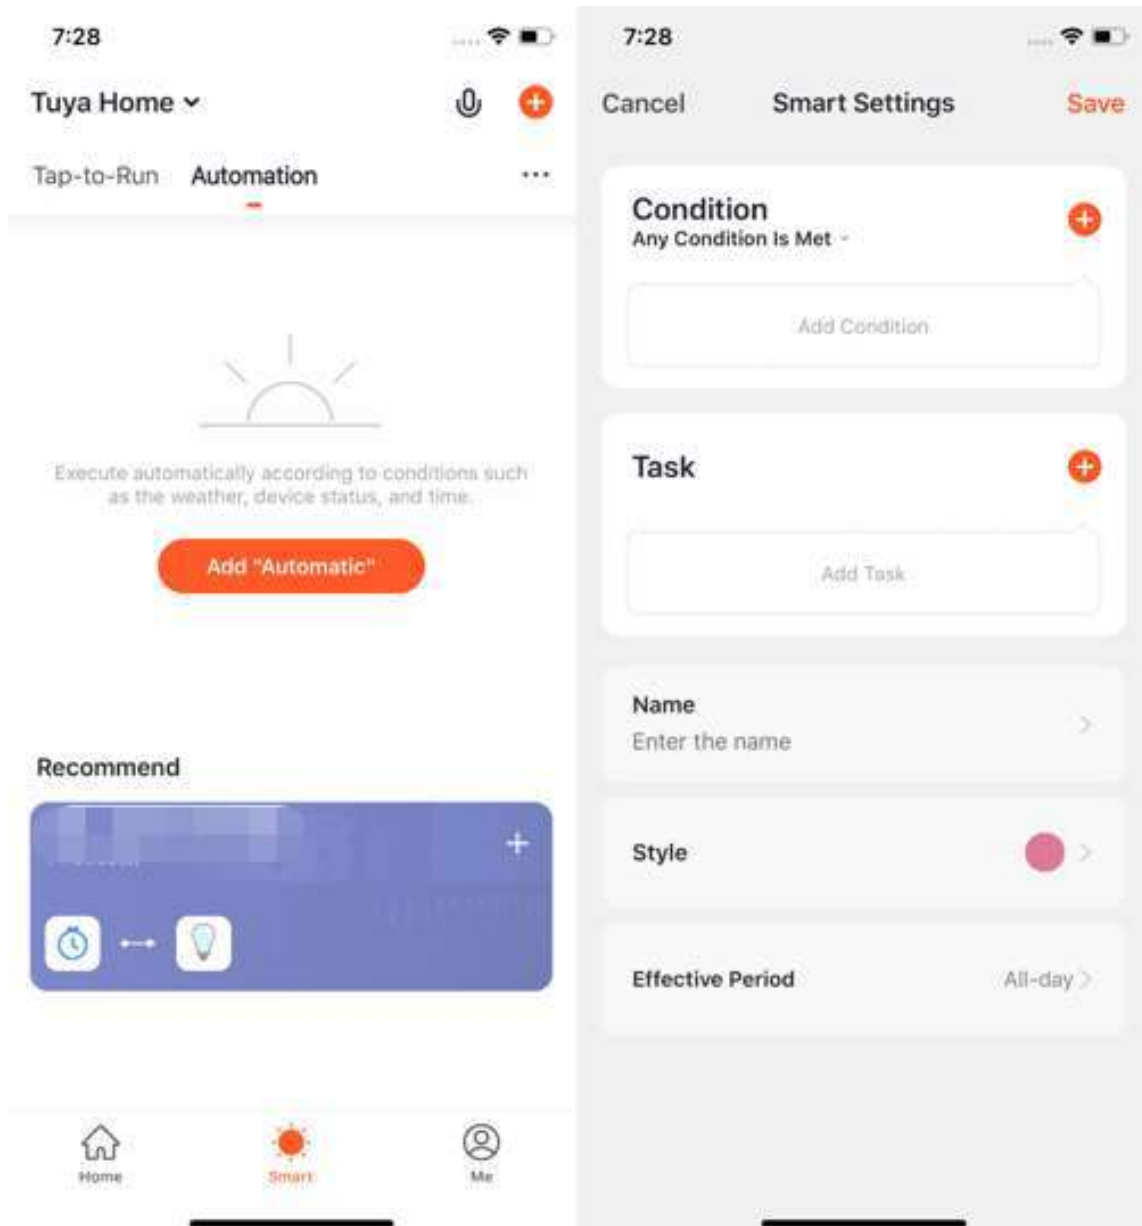 7:28
Tuya Home
Tap-to-Run Automation
Execute automatically according to conditions such
as the weather, device status, and time.
Add "Automatic"
Recommend
Home
Smart
Me
7:28
Cancel Smart Settings Save
Condition
Any Condition Is Met
Add Condition
Task
Add Task
Name
Enter the name
Style
Effective Period All-day